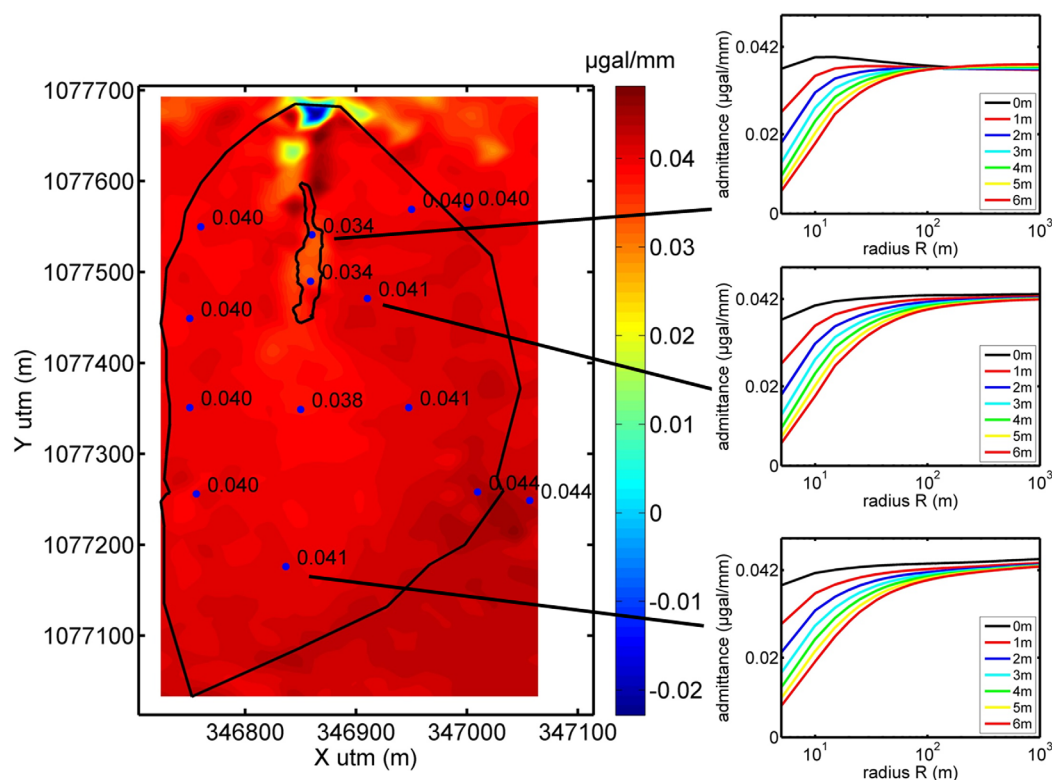 µgal/mm
1077700
1077600
1077500
1077400
1077300
1077200
1077100
Y utm (m)
346800
346900
347000
347100
X utm (m)
0.040
0.040
0.040
0.034
0.034
0.041
0.040
0.040
0.038
0.041
0.040
0.044
0.044
0.041
0.04
0.03
0.02
0.01
0
-0.01
-0.02
admittance (µgal/mm)
0.042
0.02
0
10¹
10²
10³
radius R (m)
0m
1m
2m
3m
4m
5m
6m
admittance (µgal/mm)
0.042
0.02
0
10¹
10²
10³
radius R (m)
0m
1m
2m
3m
4m
5m
6m
admittance (µgal/mm)
0.042
0.02
0
10¹
10²
10³
radius R (m)
0m
1m
2m
3m
4m
5m
6m